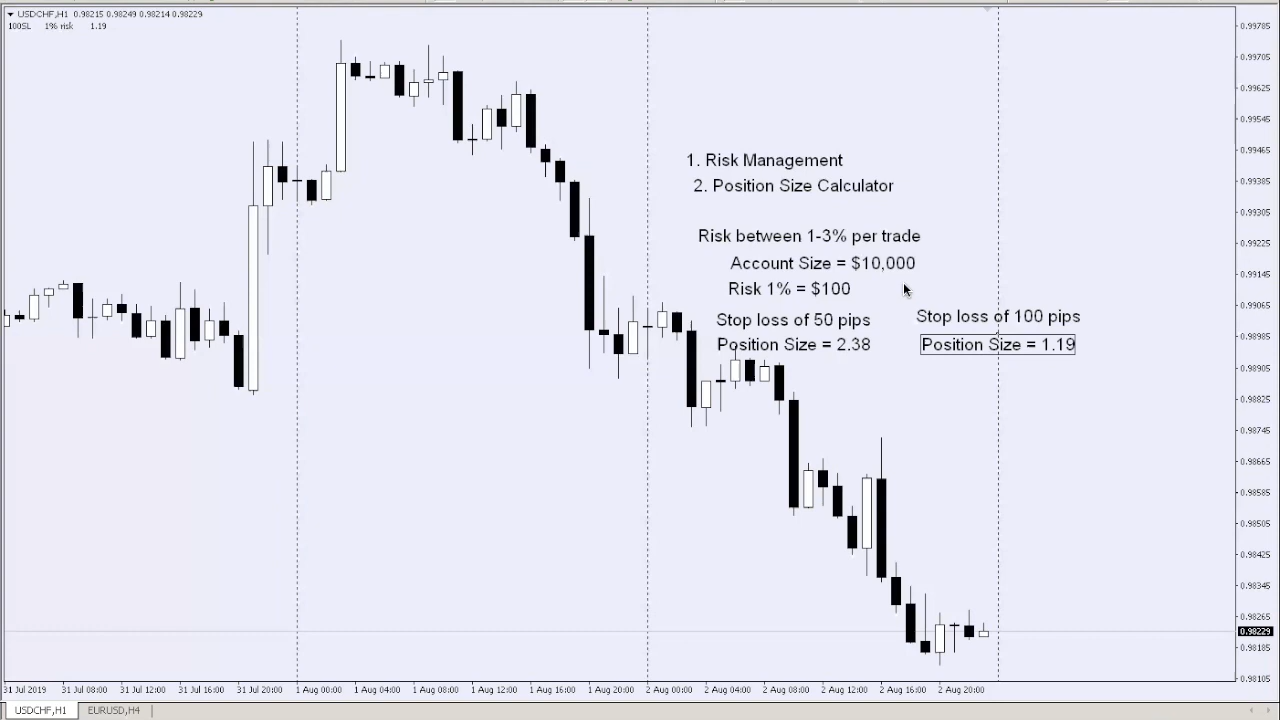 USDCHF,H1 0.98215 0.98249 0.98214 0.98229
100SL 1% risk 1.19
1. Risk Management
2. Position Size Calculator
Risk between 1-3% per trade
Account Size = $10,000
Risk 1% = $100
Stop loss of 50 pips
Stop loss of 100 pips
Position Size = 2.38
Position Size = 1.19
0.99785
0.99705
0.99625
0.99545
0.99465
0.99385
0.99305
0.99225
0.99145
0.99065
0.98985
0.98905
0.98825
0.98745
0.98665
0.98585
0.98505
0.98425
0.98345
0.98265
0.98229
0.98185
0.98105
31 Jul 2019 31 Jul 08:00 31 Jul 12:00 31 Jul 16:00 31 Jul 20:00 1 Aug 00:00 1 Aug 04:00 1 Aug 08:00 1 Aug 12:00 1 Aug 16:00 1 Aug 20:00 2 Aug 00:00 2 Aug 04:00 2 Aug 08:00 2 Aug 12:00 2 Aug 16:00 2 Aug 20:00
USDCHF,H1 EURUSD,H4